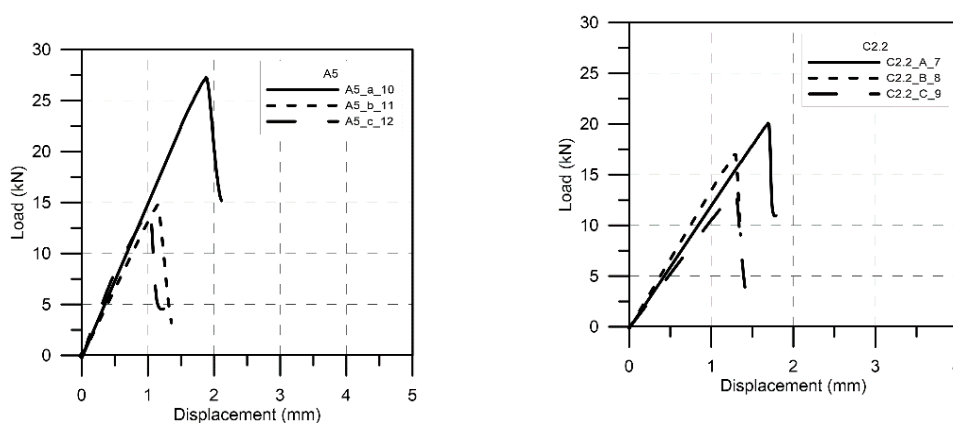 30
25
20
15
10
5
0
Load (kN)
A5
A5_a_10
A5_b_11
A5_c_12
0 1 2 3 4 5
Displacement (mm)
30
25
20
15
10
5
0
Load (kN)
C2.2
C2.2_A_7
C2.2_B_8
C2.2_C_9
0 1 2 3
Displacement (mm)